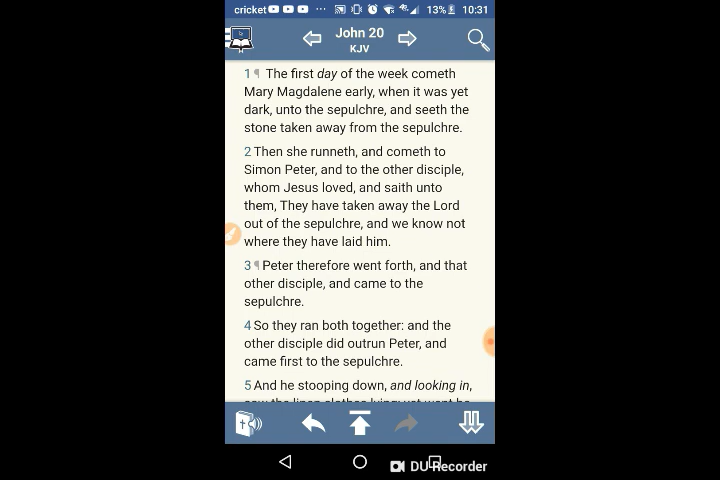 cricket ... 13% 10:31
John 20
KJV
1 ¶ The first day of the week cometh
Mary Magdalene early, when it was yet
dark, unto the sepulchre, and seeth the
stone taken away from the sepulchre.
2 Then she runneth, and cometh to
Simon Peter, and to the other disciple,
whom Jesus loved, and saith unto
them, They have taken away the Lord
out of the sepulchre, and we know not
where they have laid him.
3 ¶ Peter therefore went forth, and that
other disciple, and came to the
sepulchre.
4 So they ran both together: and the
other disciple did outrun Peter, and
came first to the sepulchre.
5 And he stooping down, and looking in,
DU Recorder